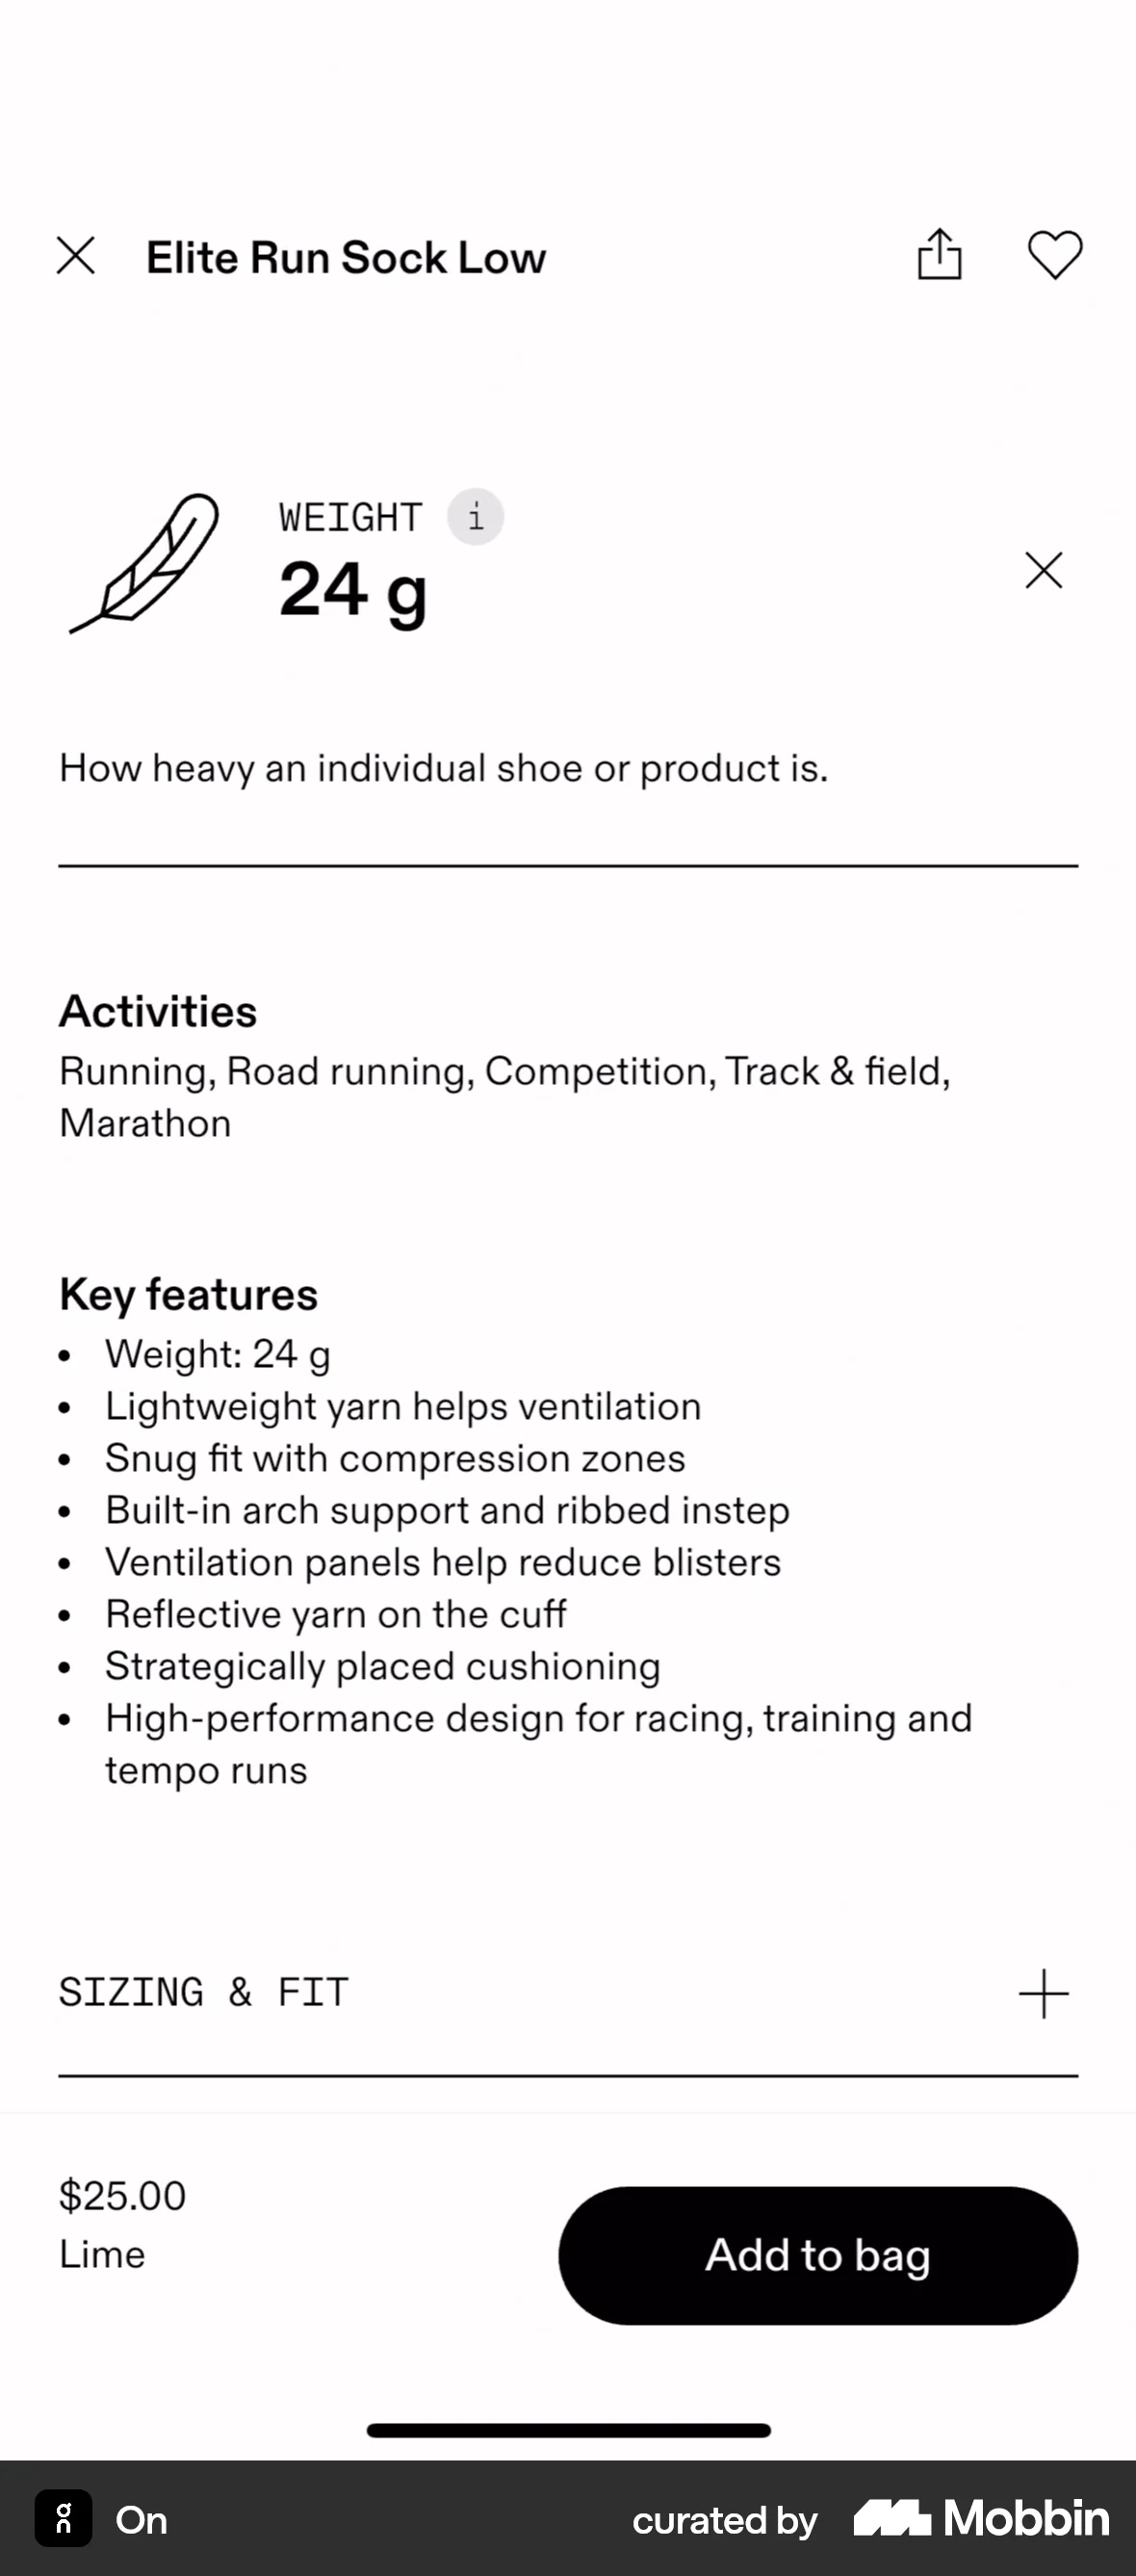 Elite Run Sock Low
WEIGHT i
24 g
How heavy an individual shoe or product is.
Activities
Running, Road running, Competition, Track & field,
Marathon
Key features
• Weight: 24 g
• Lightweight yarn helps ventilation
• Snug fit with compression zones
• Built-in arch support and ribbed instep
• Ventilation panels help reduce blisters
• Reflective yarn on the cuff
• Strategically placed cushioning
• High-performance design for racing, training and
tempo runs
SIZING & FIT
$25.00
Lime
Add to bag
On
curated by Mobbin